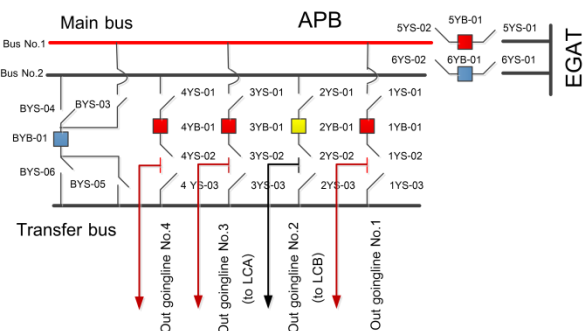 Main bus
APB
5YS-02
5YB-01
5YS-01
Bus No.1
6YS-02
6YB-01
6YS-01
EGAT
Bus No.2
BYS-04
BYS-03
4YS-01
3YS-01
2YS-01
1YS-01
BYB-01
4YB-01
3YB-01
2YB-01
1YB-01
4YS-02
3YS-02
2YS-02
1YS-02
BYS-06
BYS-05
4 YS-03
3YS-03
2YS-03
1YS-03
Transfer bus
Out goingline No.4
Out goingline No.3
(to LCA)
Out goingline No.2
(to LCB)
Out goingline No.1